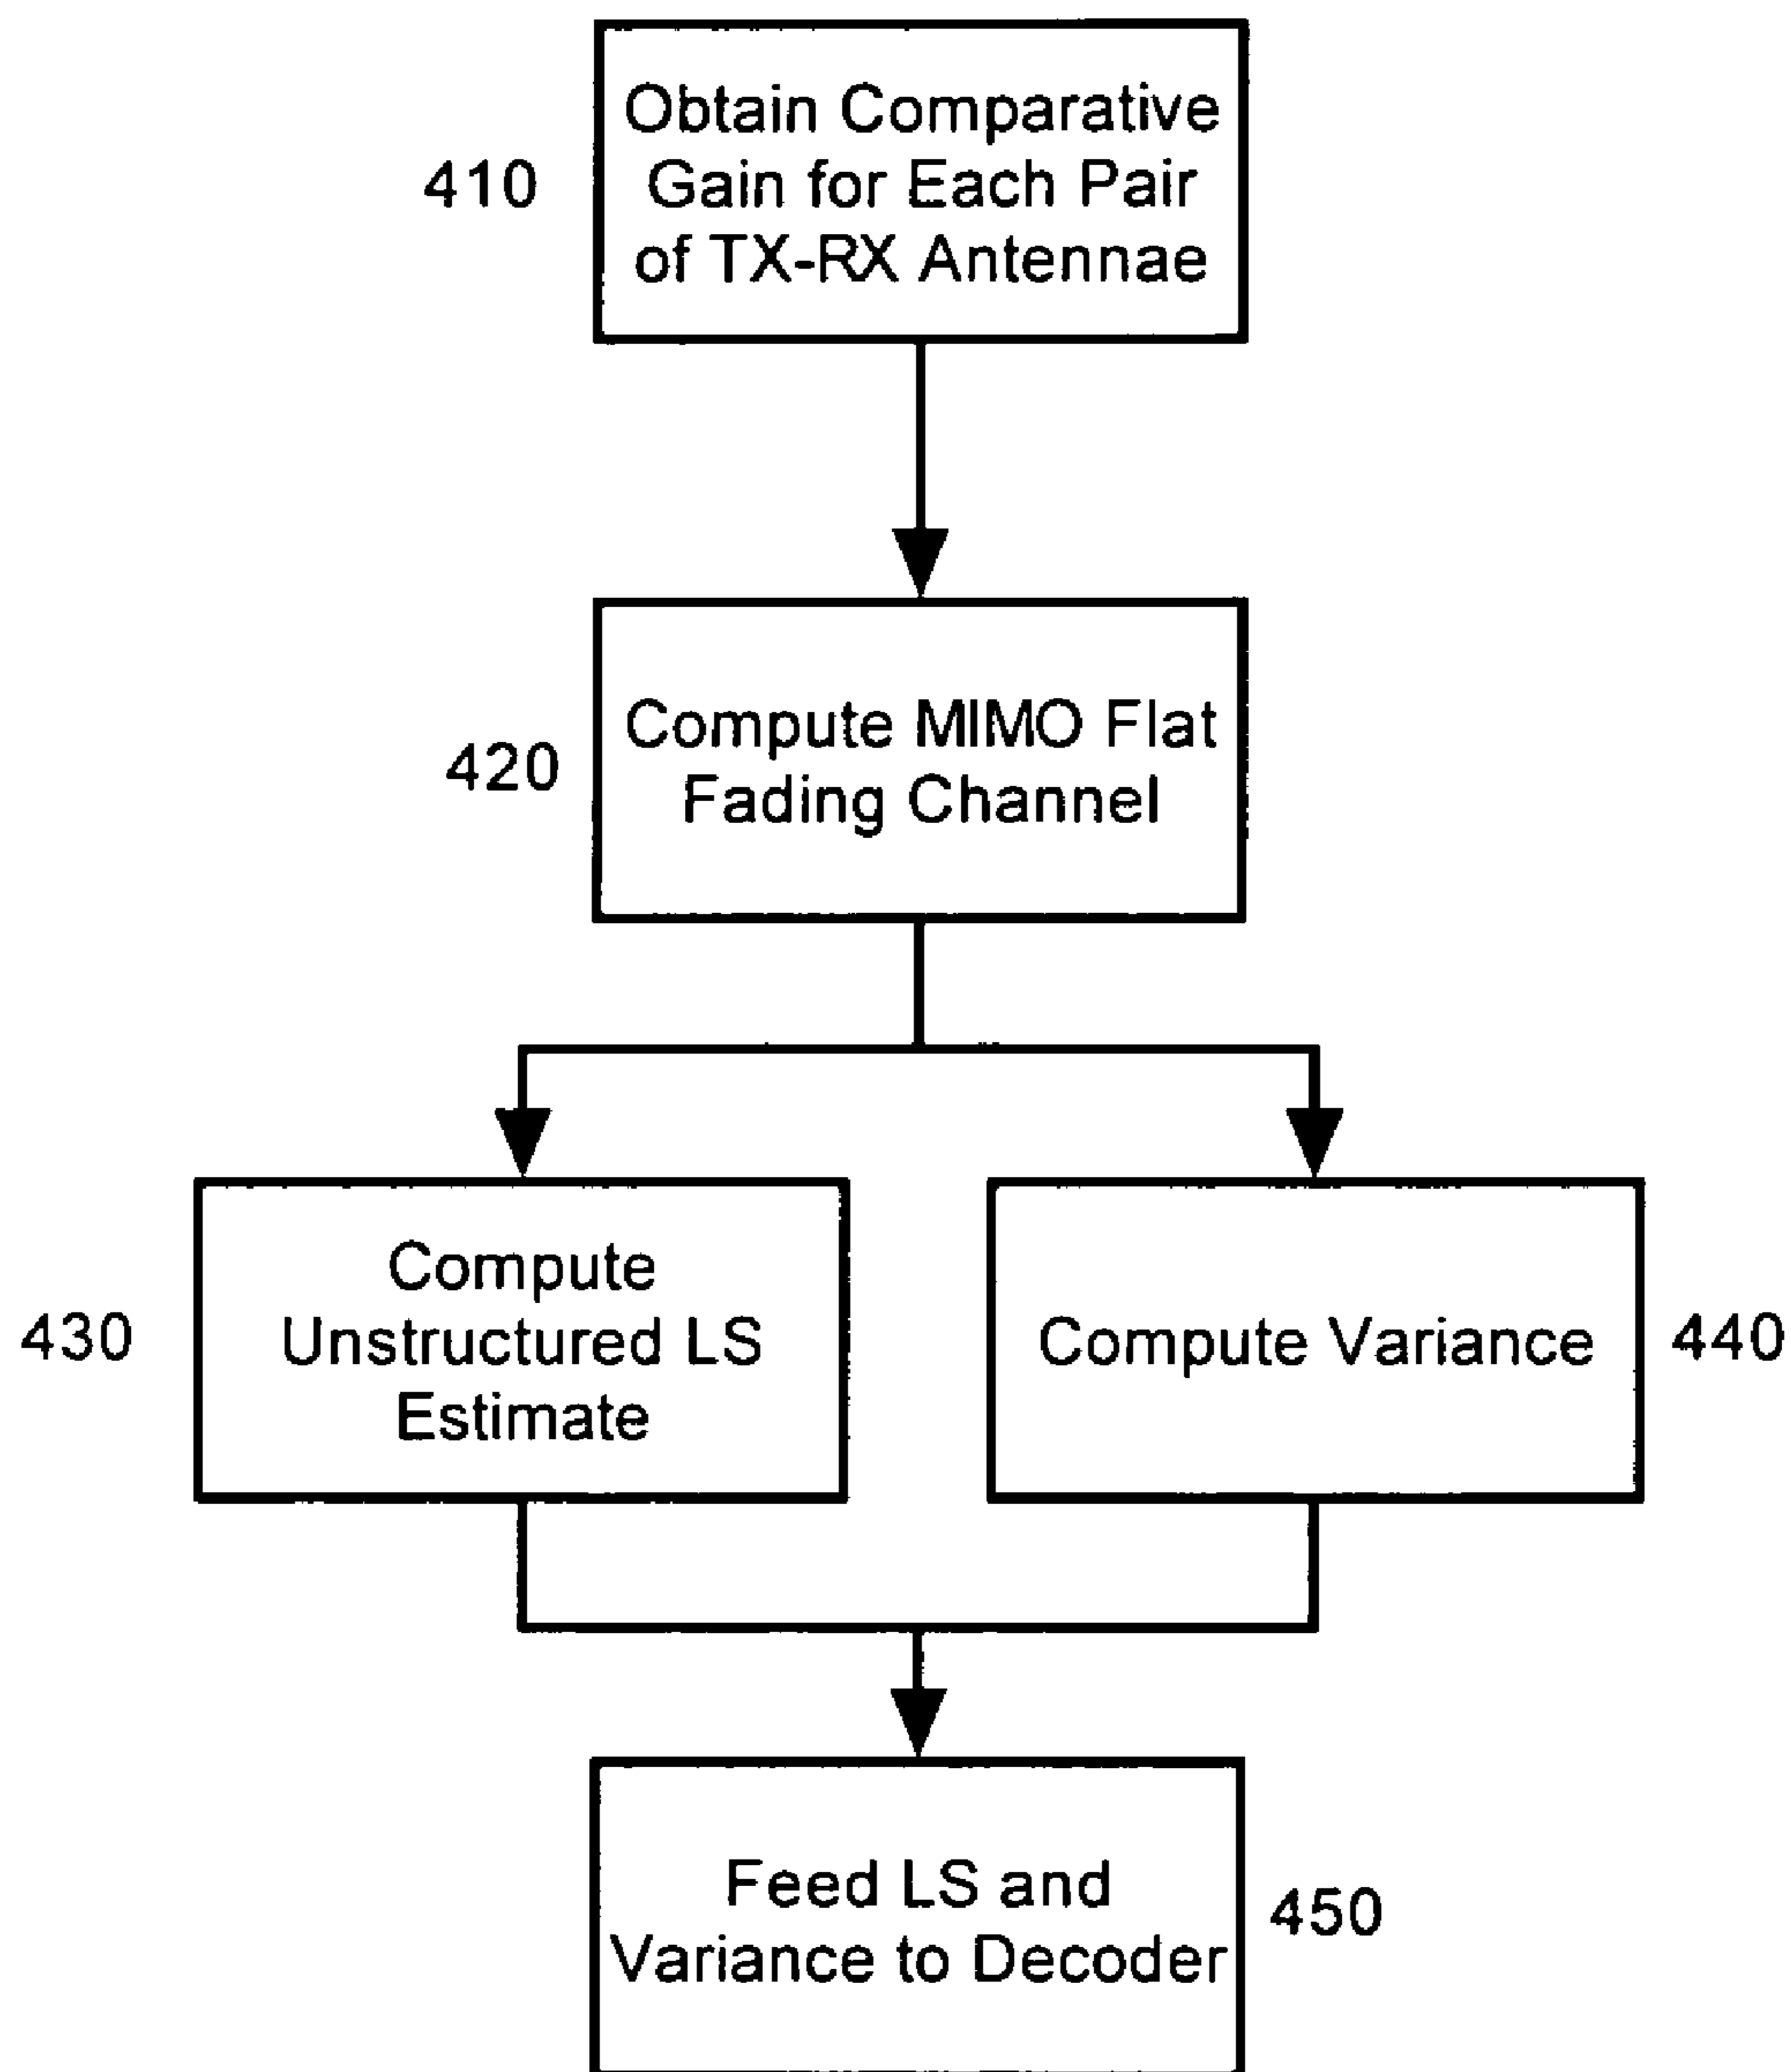 410
Obtain Comparative
Gain for Each Pair
of TX-RX Antennae
420
Compute MIMO Flat
Fading Channel
430
Compute
Unstructured LS
Estimate
Compute Variance
440
Feed LS and
Variance to Decoder
450